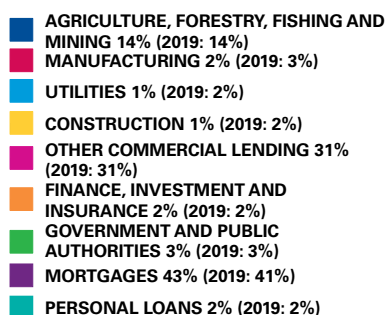 AGRICULTURE, FORESTRY, FISHING AND
MINING 14% (2019: 14%)
MANUFACTURING 2% (2019: 3%)
UTILITIES 1% (2019: 2%)
CONSTRUCTION 1% (2019: 2%)
OTHER COMMERCIAL LENDING 31%
(2019: 31%)
FINANCE, INVESTMENT AND
INSURANCE 2% (2019: 2%)
GOVERNMENT AND PUBLIC
AUTHORITIES 3% (2019: 3%)
MORTGAGES 43% (2019: 41%)
PERSONAL LOANS 2% (2019: 2%)